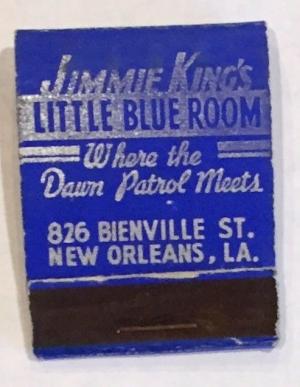 JIMMIE KING'S
LITTLE BLUE ROOM
Where the
Dawn Patrol Meets
826 BIENVILLE ST.
NEW ORLEANS, LA.